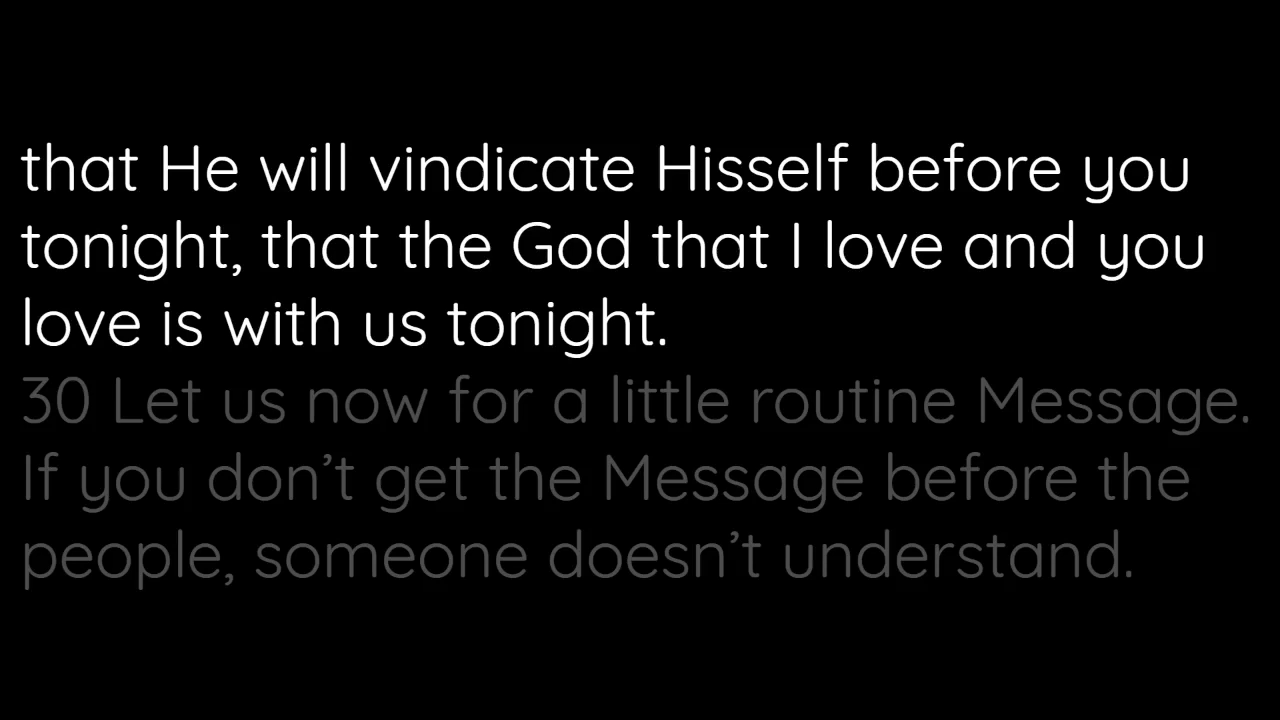 that He will vindicate Hisself before you
tonight, that the God that I love and you
love is with us tonight.
30 Let us now for a little routine Message.
If you don’t get the Message before the
people, someone doesn’t understand.